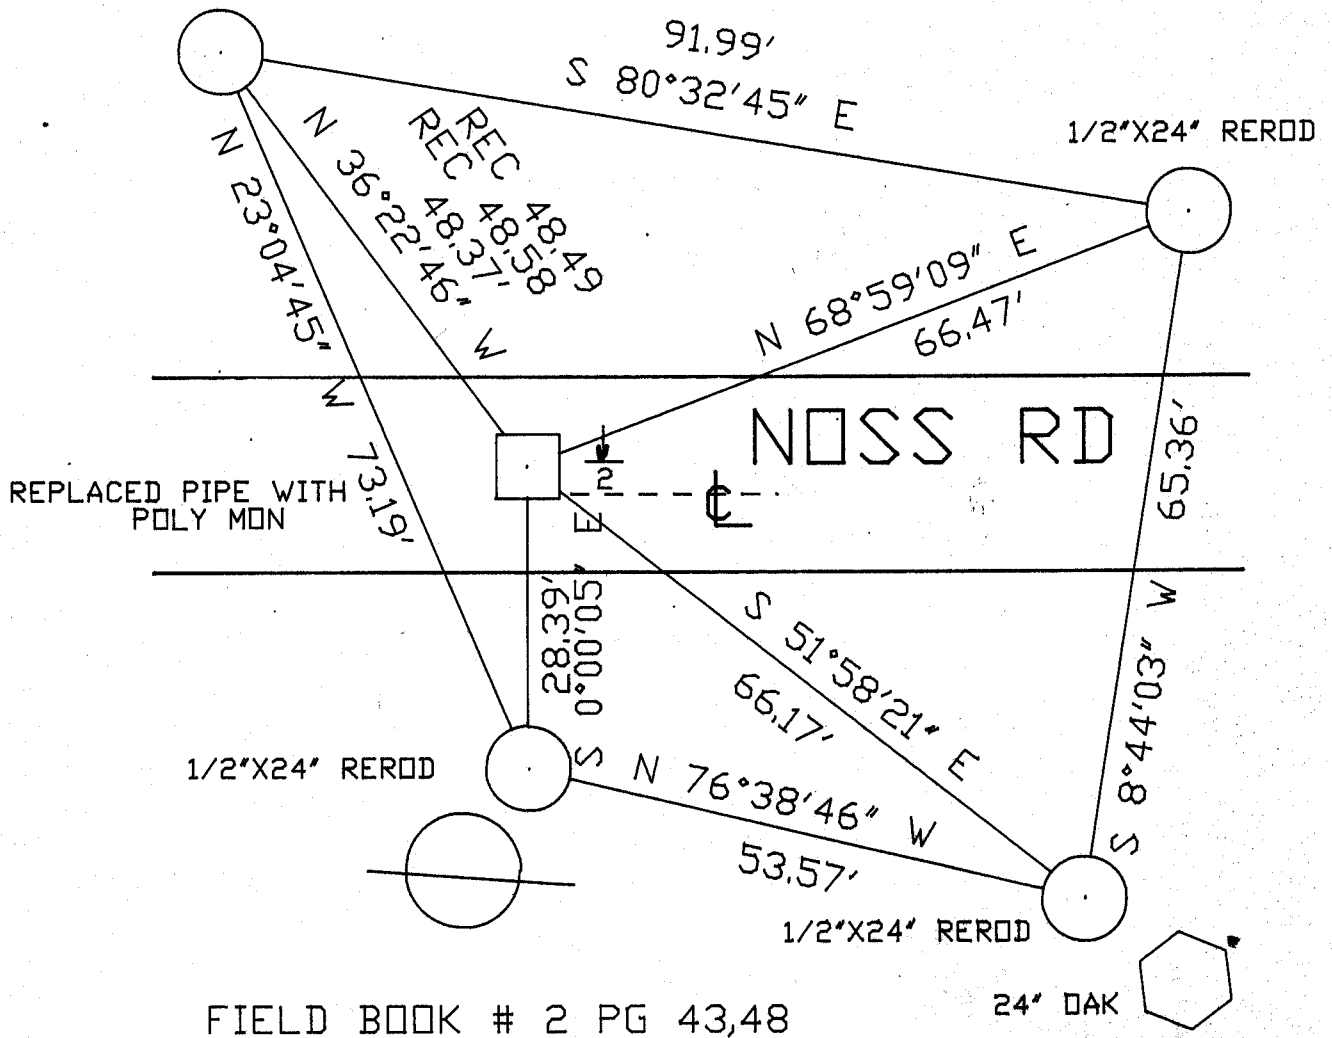 91.99'
S 80°32'45" E
1/2"X24" REROD
N 23°04'45" W 73.19'
N 36°22'46" W
REC 48.37'
REC 48.58
48.49
N 68°59'09" E
66.47'
NOSS RD
2
CL
65.36'
S 8°44'03" W
REPLACED PIPE WITH
POLY MON
28.39'
S 0°00'05" E
S 51°58'21" E
66.17'
1/2"X24" REROD
N 76°38'46" W
53.57'
1/2"X24" REROD
24" OAK
FIELD BOOK # 2 PG 43,48